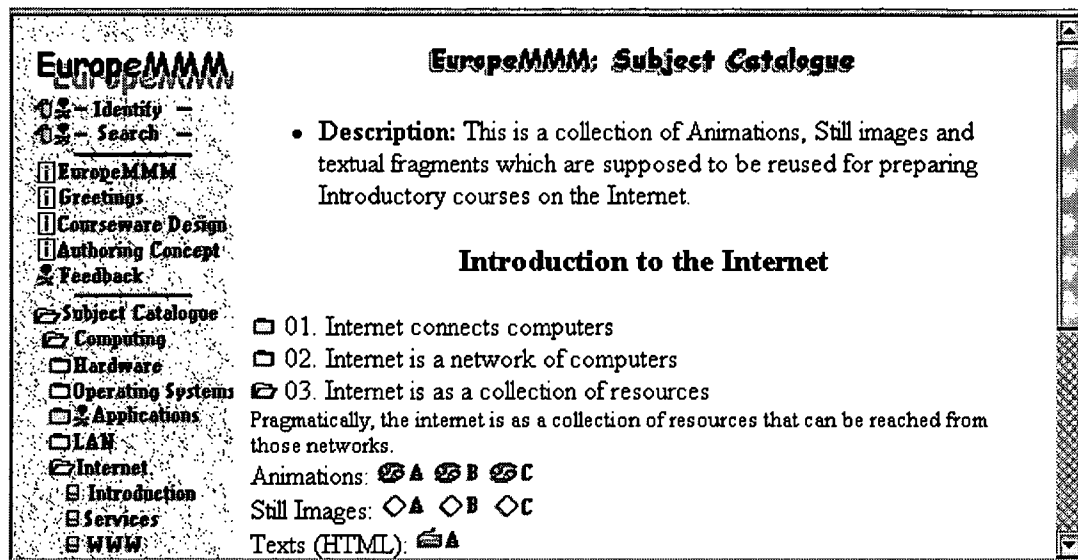 EuropeMMM
– Identify –
– Search –
EuropeMMM
Greetings
Courseware Design
Authoring Concept
Feedback
Subject Catalogue
Computing
Hardware
Operating Systems
Applications
LAN
Internet
Introduction
Services
WWW
EuropeMMM: Subject Catalogue
• Description: This is a collection of Animations, Still images and
textual fragments which are supposed to be reused for preparing
Introductory courses on the Internet.
Introduction to the Internet
01. Internet connects computers
02. Internet is a network of computers
03. Internet is as a collection of resources
Pragmatically, the internet is as a collection of resources that can be reached from
those networks.
Animations: A B C
Still Images: A B C
Texts (HTML): A